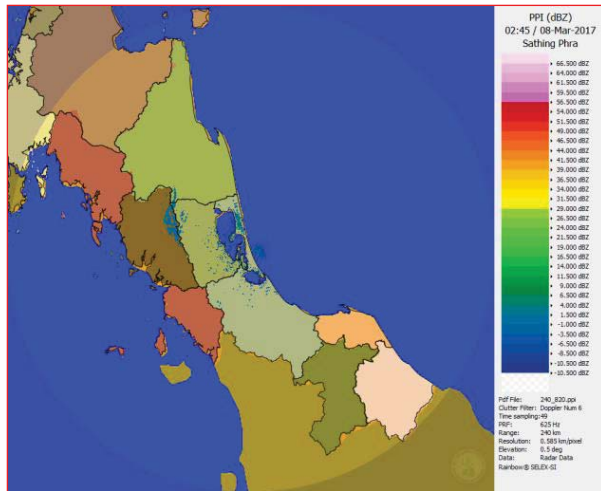 PPI (dBZ)
02:45 / 08-Mar-2017
Sathing Phra
66.500 dBZ
64.000 dBZ
61.500 dBZ
59.500 dBZ
56.500 dBZ
54.000 dBZ
51.500 dBZ
49.000 dBZ
46.500 dBZ
44.000 dBZ
41.500 dBZ
39.000 dBZ
36.500 dBZ
34.000 dBZ
31.500 dBZ
29.000 dBZ
26.500 dBZ
24.000 dBZ
21.500 dBZ
19.000 dBZ
16.500 dBZ
14.000 dBZ
11.500 dBZ
9.000 dBZ
6.500 dBZ
4.000 dBZ
1.500 dBZ
-1.000 dBZ
-3.500 dBZ
-6.000 dBZ
-8.500 dBZ
-10.500 dBZ
-10.500 dBZ
Pdf File: 240_820.ppi
Clutter Filter: Doppler Num 6
Time sampling: 49
PRF: 625 Hz
Range: 240 km
Resolution: 0.585 km/pixel
Elevation: 0.5 deg
Data: Radar Data
Rainbow® SELEX-SI